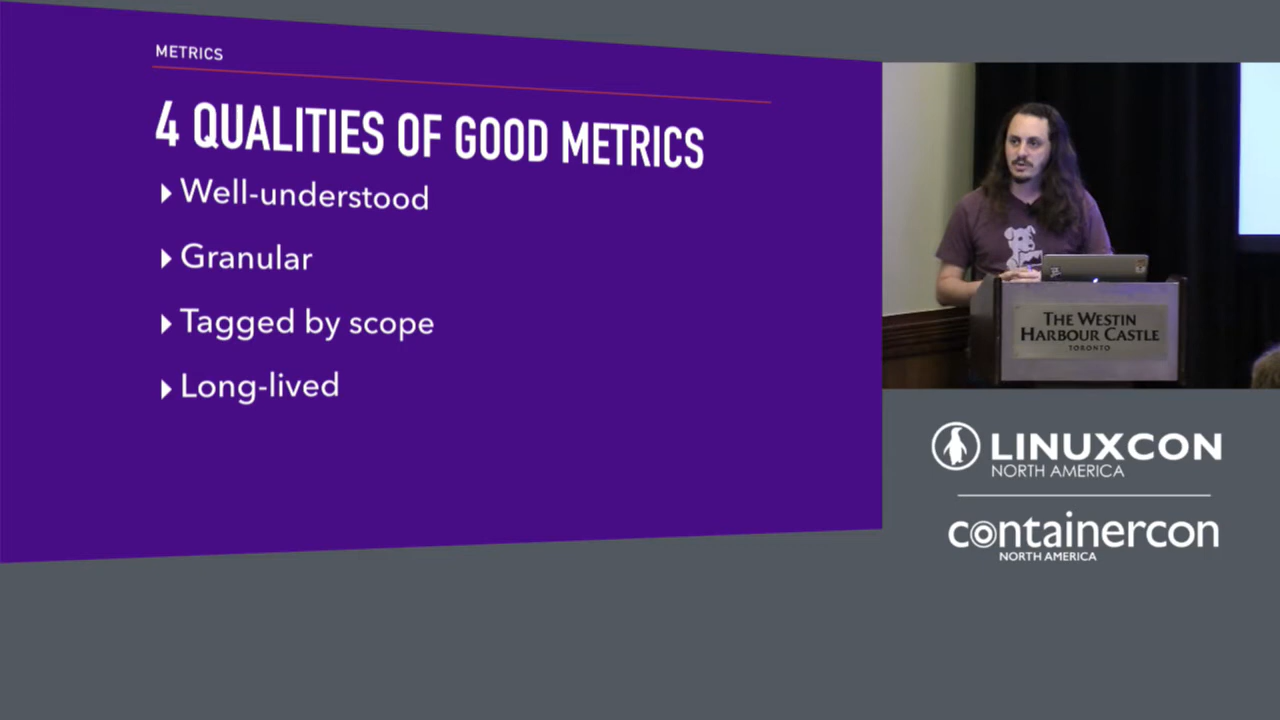 METRICS
4 QUALITIES OF GOOD METRICS
Well-understood
Granular
Tagged by scope
Long-lived
THE WESTIN
HARBOUR CASTLE
TORONTO
LINUXCON
NORTH AMERICA
containercon
NORTH AMERICA